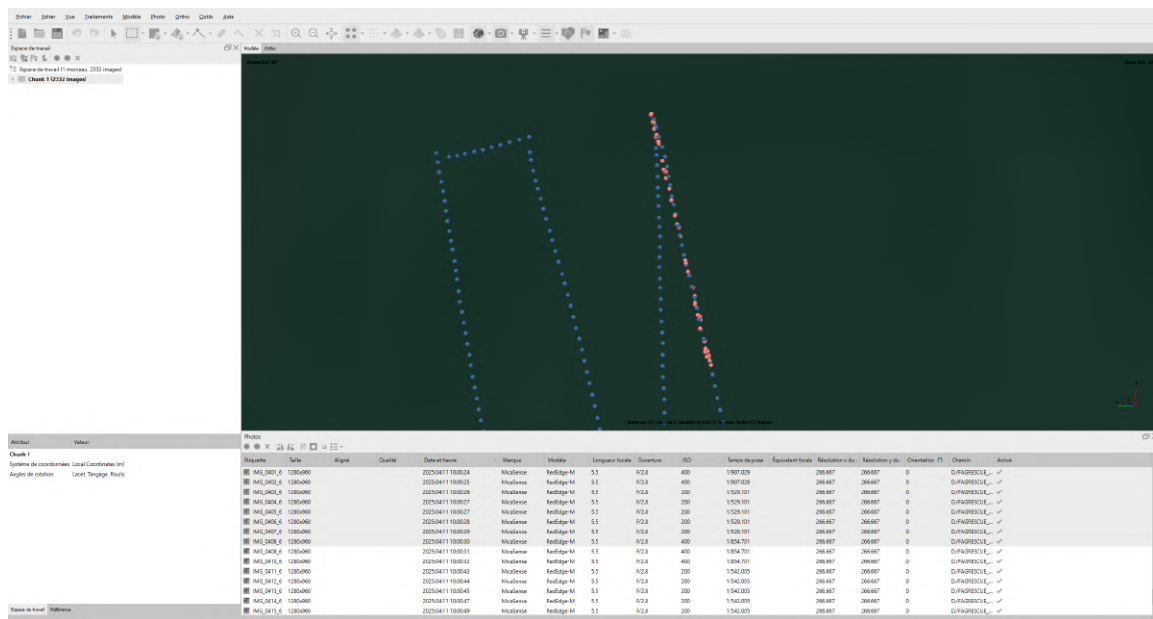 Fichier Editer Vue Traitements Modèle Photo Ortho Outils Aide
Espace de travail
Modèle Ortho
Espace de travail (1 morceau, 2332 images)
Chunk 1 (2332 images)
Perspective 30°
Attribut Valeur
Chunk 1
Système de coordonnées Local Coordinates (m)
Angles de rotation Lacet, Tangage, Roulis
Espace de travail Référence
Photos
Étiquette Taille Aligné Qualité Date et heure Marque Modèle Longueur focale Ouverture ISO Temps de pose Équivalent focale Résolution x du Résolution y du Orientation Chemin Activé
IMG_0401_6 1280x960 2025:04:11 10:00:24 MicaSense RedEdge-M 5.5 F/2.8 400 1/907.029 266.667 266.667 0 D:/FAGRESCUE_...
IMG_0402_6 1280x960 2025:04:11 10:00:25 MicaSense RedEdge-M 5.5 F/2.8 400 1/907.029 266.667 266.667 0 D:/FAGRESCUE_...
IMG_0403_6 1280x960 2025:04:11 10:00:26 MicaSense RedEdge-M 5.5 F/2.8 200 1/529.101 266.667 266.667 0 D:/FAGRESCUE_...
IMG_0404_6 1280x960 2025:04:11 10:00:27 MicaSense RedEdge-M 5.5 F/2.8 200 1/529.101 266.667 266.667 0 D:/FAGRESCUE_...
IMG_0405_6 1280x960 2025:04:11 10:00:27 MicaSense RedEdge-M 5.5 F/2.8 200 1/529.101 266.667 266.667 0 D:/FAGRESCUE_...
IMG_0406_6 1280x960 2025:04:11 10:00:28 MicaSense RedEdge-M 5.5 F/2.8 200 1/529.101 266.667 266.667 0 D:/FAGRESCUE_...
IMG_0407_6 1280x960 2025:04:11 10:00:29 MicaSense RedEdge-M 5.5 F/2.8 200 1/529.101 266.667 266.667 0 D:/FAGRESCUE_...
IMG_0408_6 1280x960 2025:04:11 10:00:30 MicaSense RedEdge-M 5.5 F/2.8 400 1/854.701 266.667 266.667 0 D:/FAGRESCUE_...
IMG_0409_6 1280x960 2025:04:11 10:00:31 MicaSense RedEdge-M 5.5 F/2.8 400 1/854.701 266.667 266.667 0 D:/FAGRESCUE_...
IMG_0410_6 1280x960 2025:04:11 10:00:32 MicaSense RedEdge-M 5.5 F/2.8 400 1/854.701 266.667 266.667 0 D:/FAGRESCUE_...
IMG_0411_6 1280x960 2025:04:11 10:00:43 MicaSense RedEdge-M 5.5 F/2.8 200 1/542.005 266.667 266.667 0 D:/FAGRESCUE_...
IMG_0412_6 1280x960 2025:04:11 10:00:44 MicaSense RedEdge-M 5.5 F/2.8 200 1/542.005 266.667 266.667 0 D:/FAGRESCUE_...
IMG_0413_6 1280x960 2025:04:11 10:00:45 MicaSense RedEdge-M 5.5 F/2.8 200 1/542.005 266.667 266.667 0 D:/FAGRESCUE_...
IMG_0414_6 1280x960 2025:04:11 10:00:47 MicaSense RedEdge-M 5.5 F/2.8 200 1/542.005 266.667 266.667 0 D:/FAGRESCUE_...
IMG_0415_6 1280x960 2025:04:11 10:00:49 MicaSense RedEdge-M 5.5 F/2.8 200 1/542.005 266.667 266.667 0 D:/FAGRESCUE_...